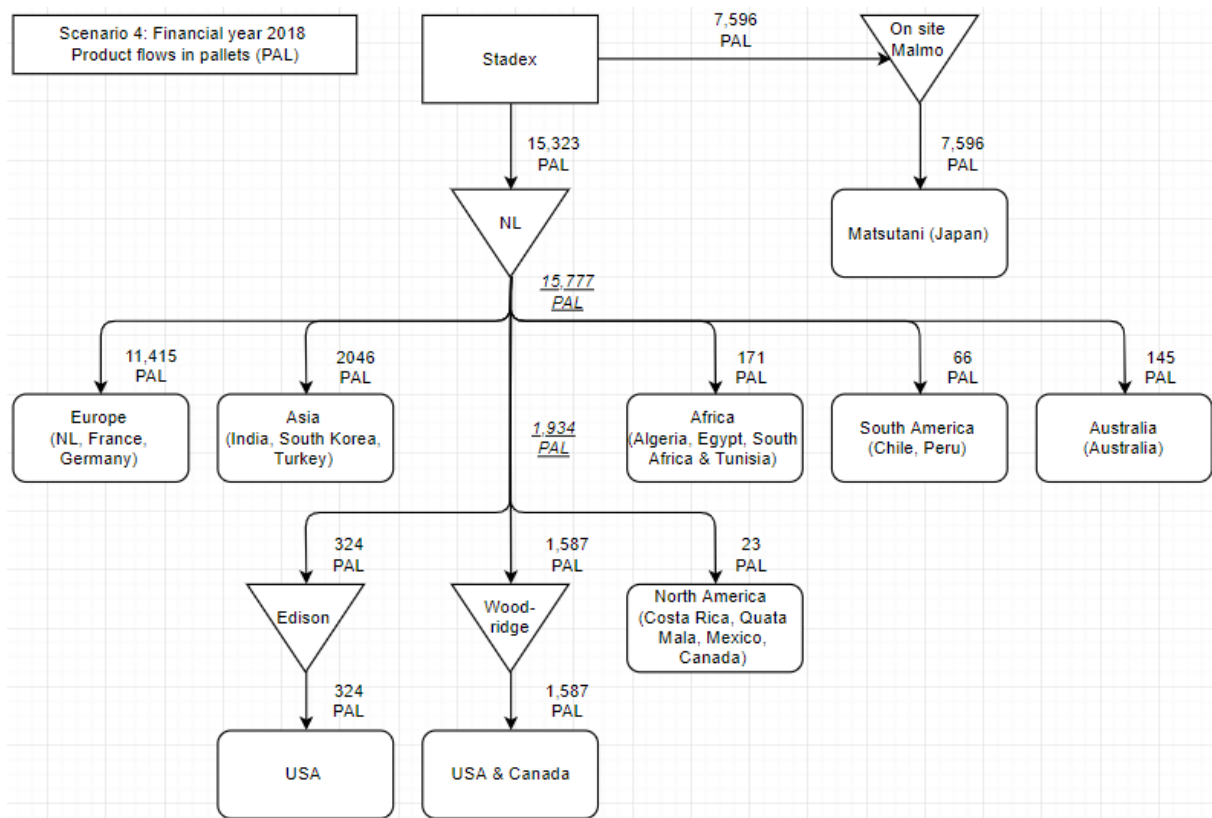 Scenario 4: Financial year 2018
Product flows in pallets (PAL)
Stadex
7,596
PAL
On site
Malmo
15,323
PAL
7,596
PAL
NL
Matsutani (Japan)
15,777
PAL
11,415
PAL
2046
PAL
171
PAL
66
PAL
145
PAL
Europe
(NL, France,
Germany)
Asia
(India, South Korea,
Turkey)
1,934
PAL
Africa
(Algeria, Egypt, South
Africa & Tunisia)
South America
(Chile, Peru)
Australia
(Australia)
324
PAL
1,587
PAL
23
PAL
Edison
Wood-
ridge
North America
(Costa Rica, Quata
Mala, Mexico,
Canada)
324
PAL
1,587
PAL
USA
USA & Canada